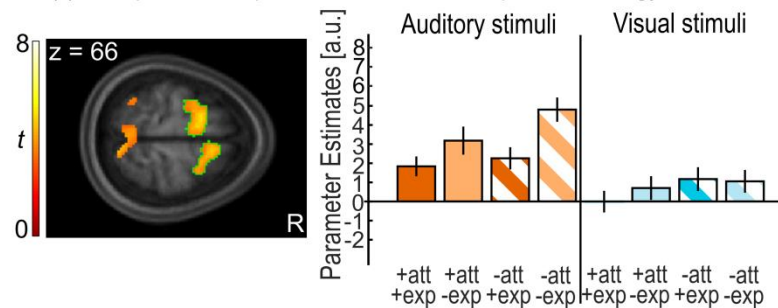 8
z = 66
t
0
R
Auditory stimuli
Visual stimuli
Parameter Estimates [a.u.]
8
7
6
5
4
3
2
1
0
-1
-2
+att +att -att -att +att +att -att -att
+exp -exp +exp -exp +exp -exp +exp -exp